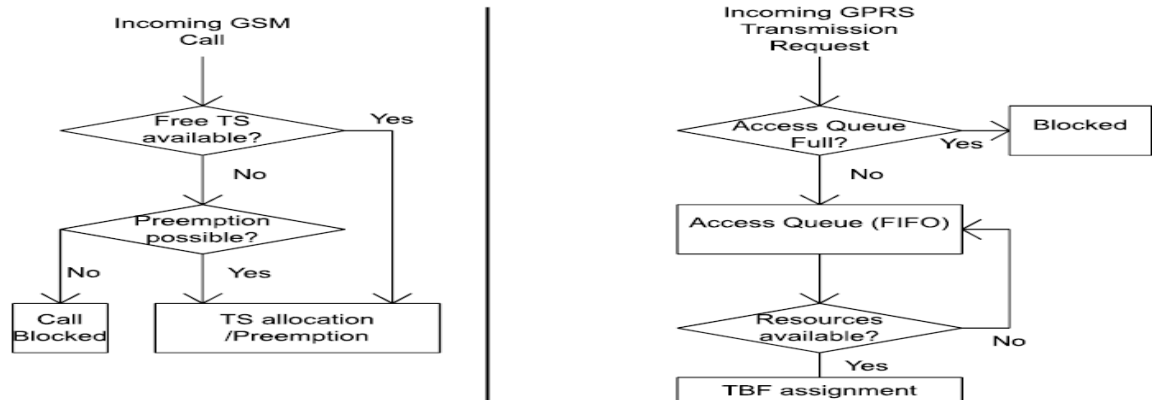 Incoming GSM
Call
Free TS
available?
Yes
No
Preemption
possible?
No
Yes
Call
Blocked
TS allocation
/Preemption
Incoming GPRS
Transmission
Request
Access Queue
Full?
Yes
Blocked
No
Access Queue (FIFO)
Resources
available?
No
Yes
TBF assignment